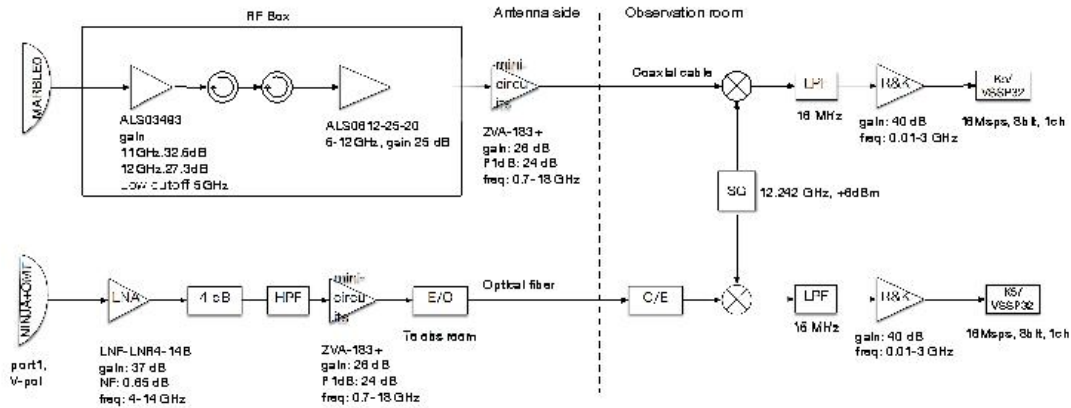 RF Box
Antenna side
Observation room
MARBLE0
mini-
circu
its
Coaxial cable
LPF
R&K
K5/
VSSP32
ALS03493
gain
11GHz.32.6dB
12GHz.27.3dB
Low cutoff 5GHz
ALS0612-25-20
6-12GHz, gain 25 dB
ZVA-183+
gain: 26 dB
P1dB: 24 dB
freq: 0.7-18 GHz
16 MHz
gain: 40 dB
freq: 0.01-3 GHz
16Msps, 8bit, 1ch
SG
12.242 GHz, +6dBm
NINJA+OMT
LNA
4 dB
HPF
mini-
circu
its
E/O
Optical fiber
O/E
LPF
R&K
K5/
VSSP32
To obs room
16 MHz
gain: 40 dB
freq: 0.01-3 GHz
16Msps, 8bit, 1ch
port1,
V-pol
LNF-LNR4-14B
gain: 37 dB
NF: 0.65 dB
freq: 4-14 GHz
ZVA-183+
gain: 26 dB
P1dB: 24 dB
freq: 0.7-18 GHz